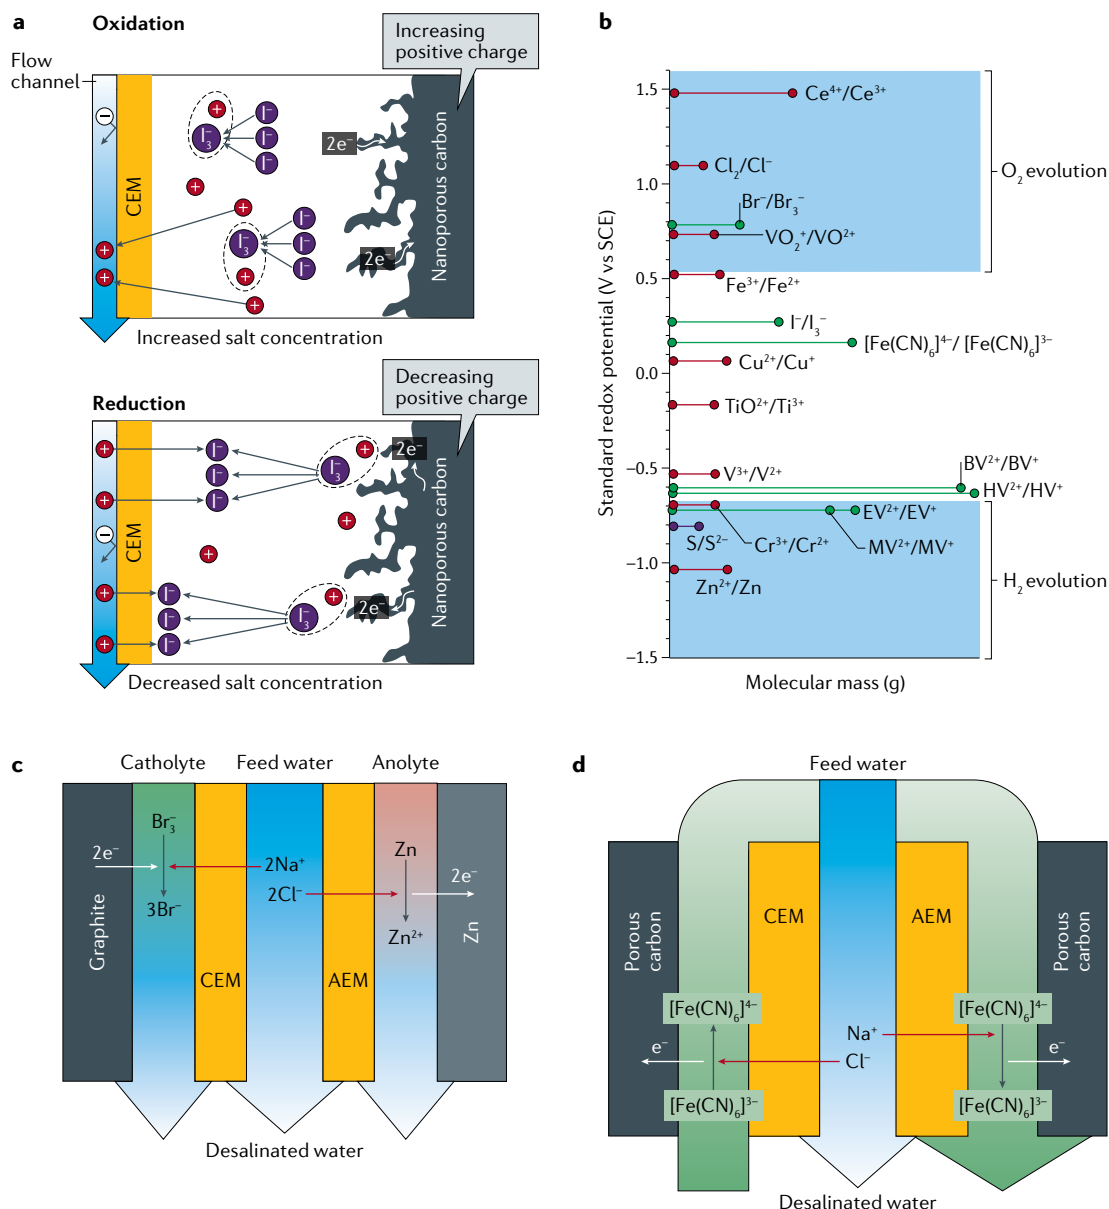 a
Oxidation
Increasing
positive charge
Flow
channel
−
CEM
+
I₃⁻
I⁻
I⁻
I⁻
2e⁻
Nanoporous carbon
+
+
+
+
I₃⁻
I⁻
I⁻
I⁻
2e⁻
+
+
Increased salt concentration
Reduction
Decreasing
positive charge
+
I⁻
I⁻
I⁻
I₃⁻
+
2e⁻
+
−
CEM
+
+
Nanoporous carbon
+
I⁻
I⁻
I⁻
I₃⁻
+
2e⁻
+
Decreased salt concentration
b
Standard redox potential (V vs SCE)
1.5
1.0
0.5
0.0
−0.5
−1.0
−1.5
Ce⁴⁺/Ce³⁺
Cl₂/Cl⁻
Br⁻/Br₃⁻
VO₂⁺/VO²⁺
Fe³⁺/Fe²⁺
I⁻/I₃⁻
[Fe(CN)₆]⁴⁻/ [Fe(CN)₆]³⁻
Cu²⁺/Cu⁺
TiO²⁺/Ti³⁺
V³⁺/V²⁺
BV²⁺/BV⁺
HV²⁺/HV⁺
EV²⁺/EV⁺
S/S²⁻
Cr³⁺/Cr²⁺
MV²⁺/MV⁺
Zn²⁺/Zn
O₂ evolution
H₂ evolution
Molecular mass (g)
c
Catholyte
Feed water
Anolyte
Graphite
2e⁻
Br₃⁻
3Br⁻
CEM
2Na⁺
2Cl⁻
AEM
Zn
Zn²⁺
2e⁻
Zn
Desalinated water
d
Feed water
Porous
carbon
CEM
AEM
Porous
carbon
[Fe(CN)₆]⁴⁻
e⁻
[Fe(CN)₆]³⁻
Na⁺
Cl⁻
[Fe(CN)₆]⁴⁻
e⁻
[Fe(CN)₆]³⁻
Desalinated water